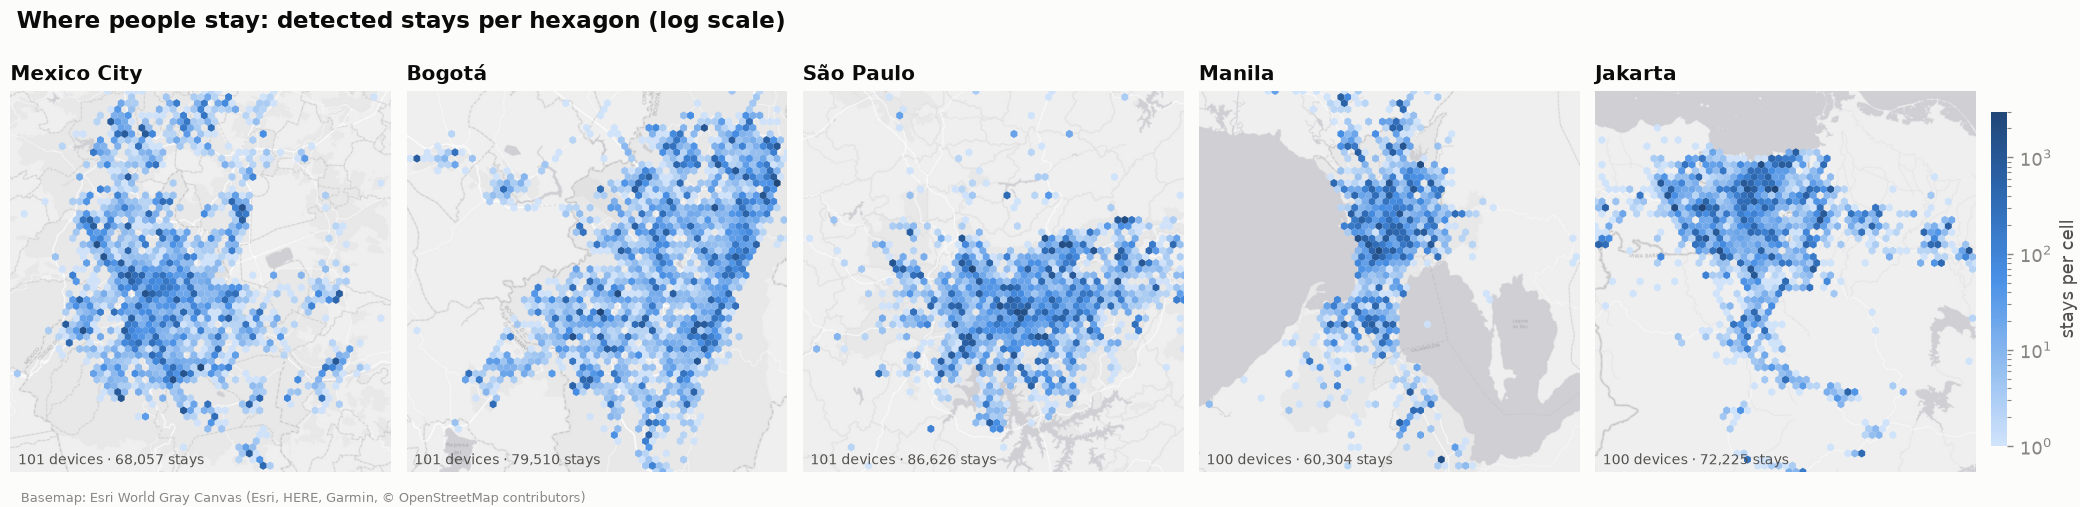 Where people stay: detected stays per hexagon (log scale)
Mexico City
Bogotá
São Paulo
Manila
Jakarta
10³
10²
10¹
10⁰
stays per cell
101 devices · 68,057 stays
101 devices · 79,510 stays
101 devices · 86,626 stays
100 devices · 60,304 stays
100 devices · 72,225 stays
Basemap: Esri World Gray Canvas (Esri, HERE, Garmin, © OpenStreetMap contributors)